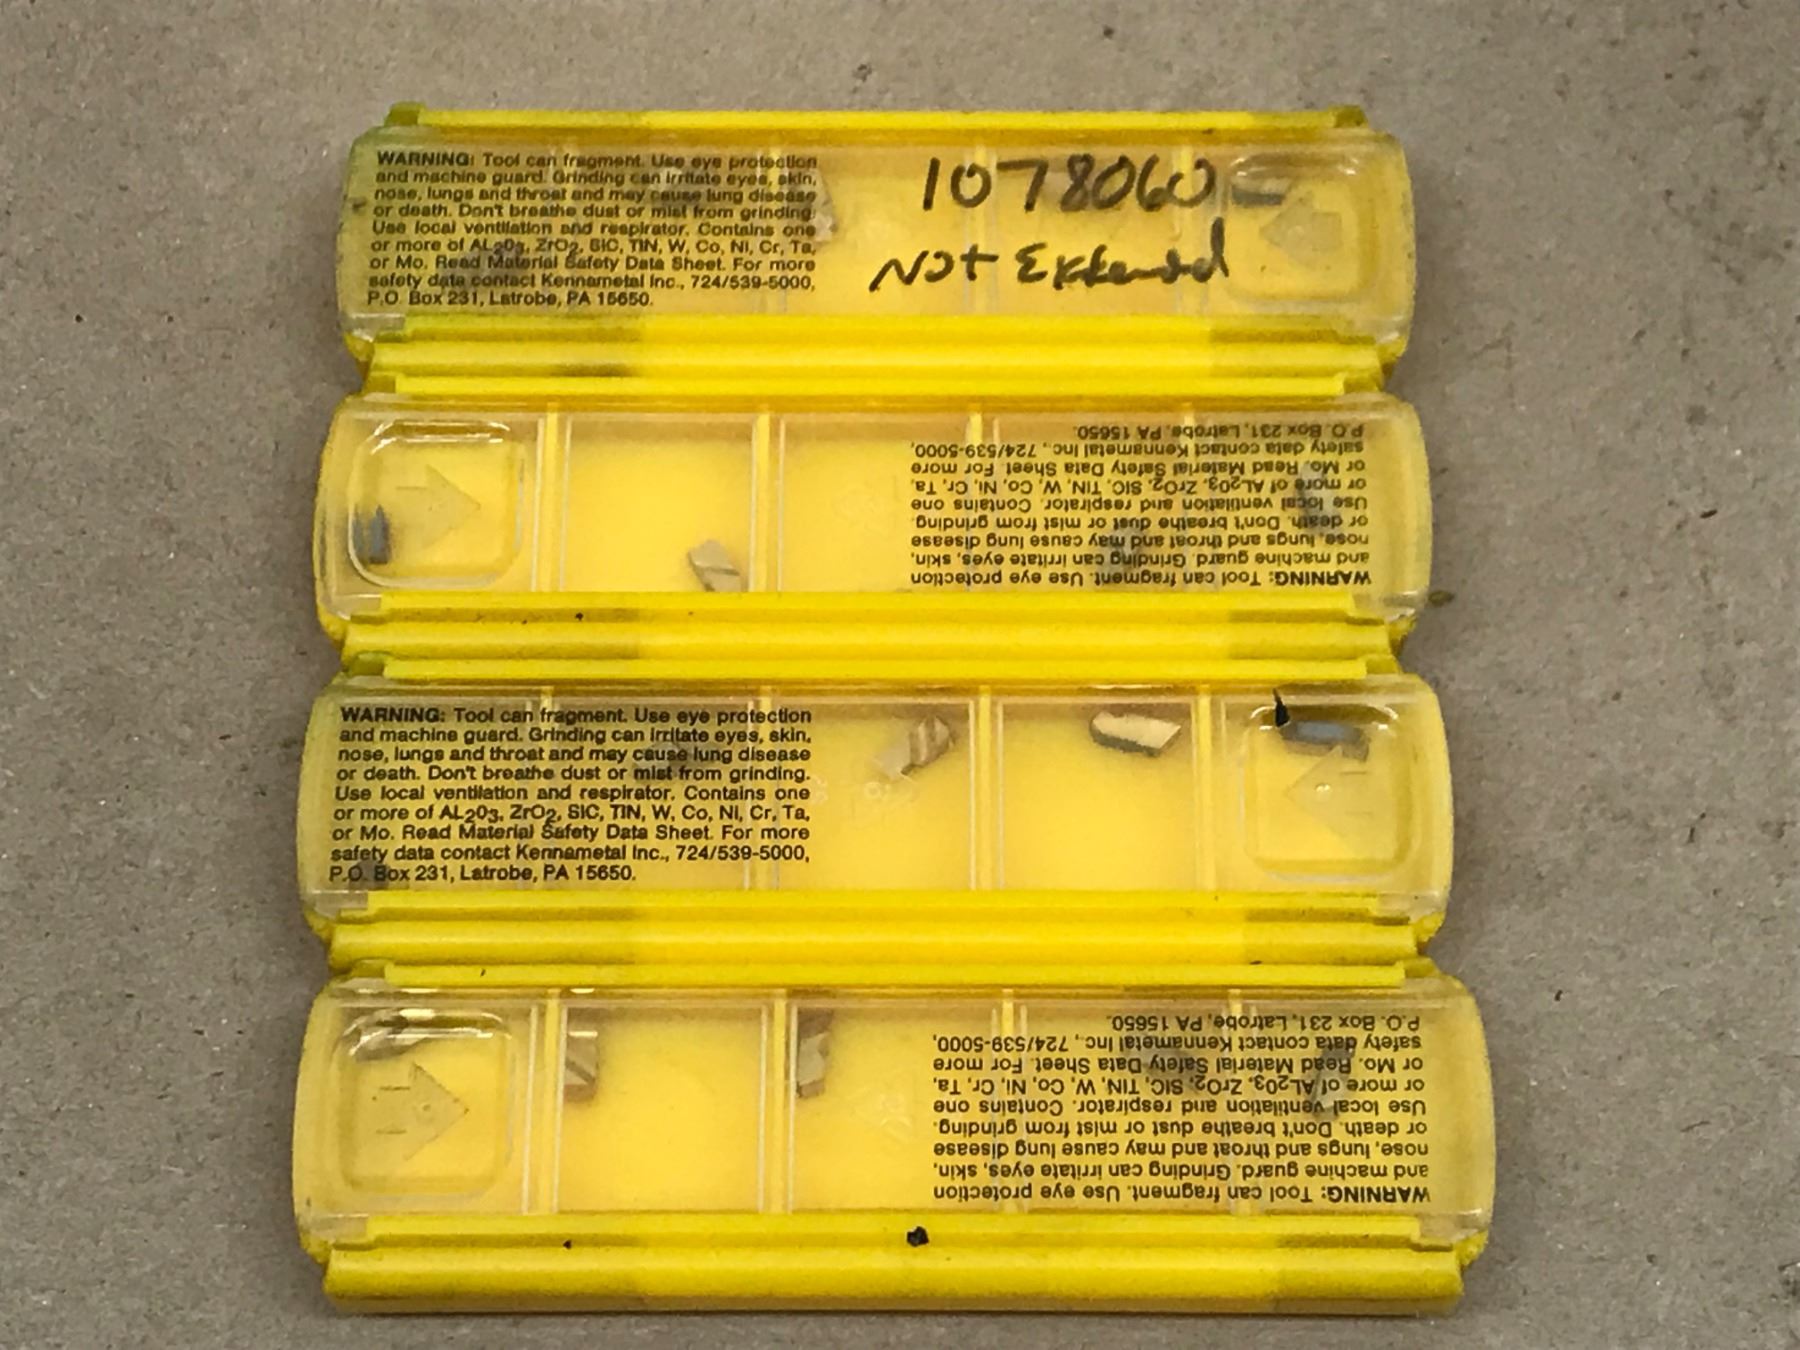 WARNING: Tool can fragment. Use eye protection
and machine guard. Grinding can irritate eyes, skin,
nose, lungs and throat and may cause lung disease
or death. Don't breathe dust or mist from grinding.
Use local ventilation and respirator. Contains one
or more of AL2O3, ZrO2, SIC, TIN, W, Co, Ni, Cr, Ta,
or Mo. Read Material Safety Data Sheet. For more
safety data contact Kennametal Inc., 724/539-5000,
P.O. Box 231, Latrobe, PA 15650.
1078060
Not
WARNING: Tool can fragment. Use eye protection
and machine guard. Grinding can irritate eyes, skin,
nose, lungs and throat and may cause lung disease
or death. Don't breathe dust or mist from grinding.
Use local ventilation and respirator. Contains one
or more of AL2O3, ZrO2, SIC, TIN, W, Co, Ni, Cr, Ta,
or Mo. Read Material Safety Data Sheet. For more
safety data contact Kennametal Inc., 724/539-5000,
P.O. Box 231, Latrobe, PA 15650.
WARNING: Tool can fragment. Use eye protection
and machine guard. Grinding can irritate eyes, skin,
nose, lungs and throat and may cause lung disease
or death. Don't breathe dust or mist from grinding.
Use local ventilation and respirator. Contains one
or more of AL2O3, ZrO2, SIC, TIN, W, Co, Ni, Cr, Ta,
or Mo. Read Material Safety Data Sheet. For more
safety data contact Kennametal Inc., 724/539-5000,
P.O. Box 231, Latrobe, PA 15650.
WARNING: Tool can fragment. Use eye protection
and machine guard. Grinding can irritate eyes, skin,
nose, lungs and throat and may cause lung disease
or death. Don't breathe dust or mist from grinding.
Use local ventilation and respirator. Contains one
or more of AL2O3, ZrO2, SIC, TIN, W, Co, Ni, Cr, Ta,
or Mo. Read Material Safety Data Sheet. For more
safety data contact Kennametal Inc., 724/539-5000,
P.O. Box 231, Latrobe, PA 15650.